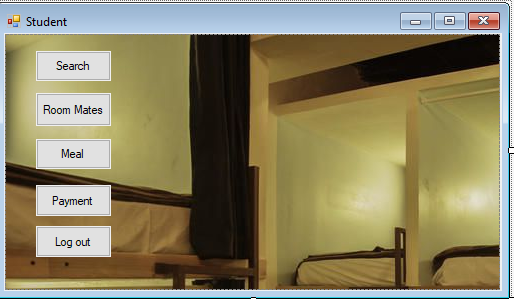 Student
Search
Room Mates
Meal
Payment
Log out